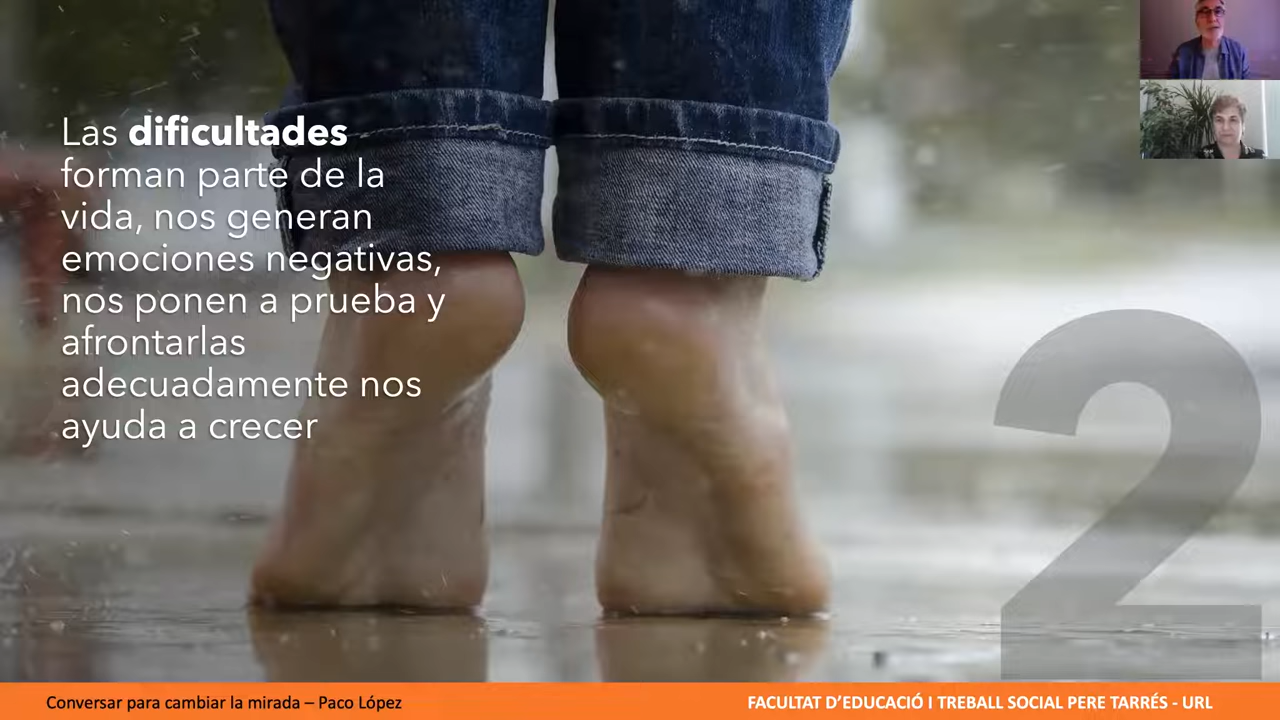 Las dificultades
forman parte de la
vida, nos generan
emociones negativas,
nos ponen a prueba y
afrontarlas
adecuadamente nos
ayuda a crecer
2
Conversar para cambiar la mirada – Paco López
FACULTAT D'EDUCACIÓ I TREBALL SOCIAL PERE TARRÉS - URL